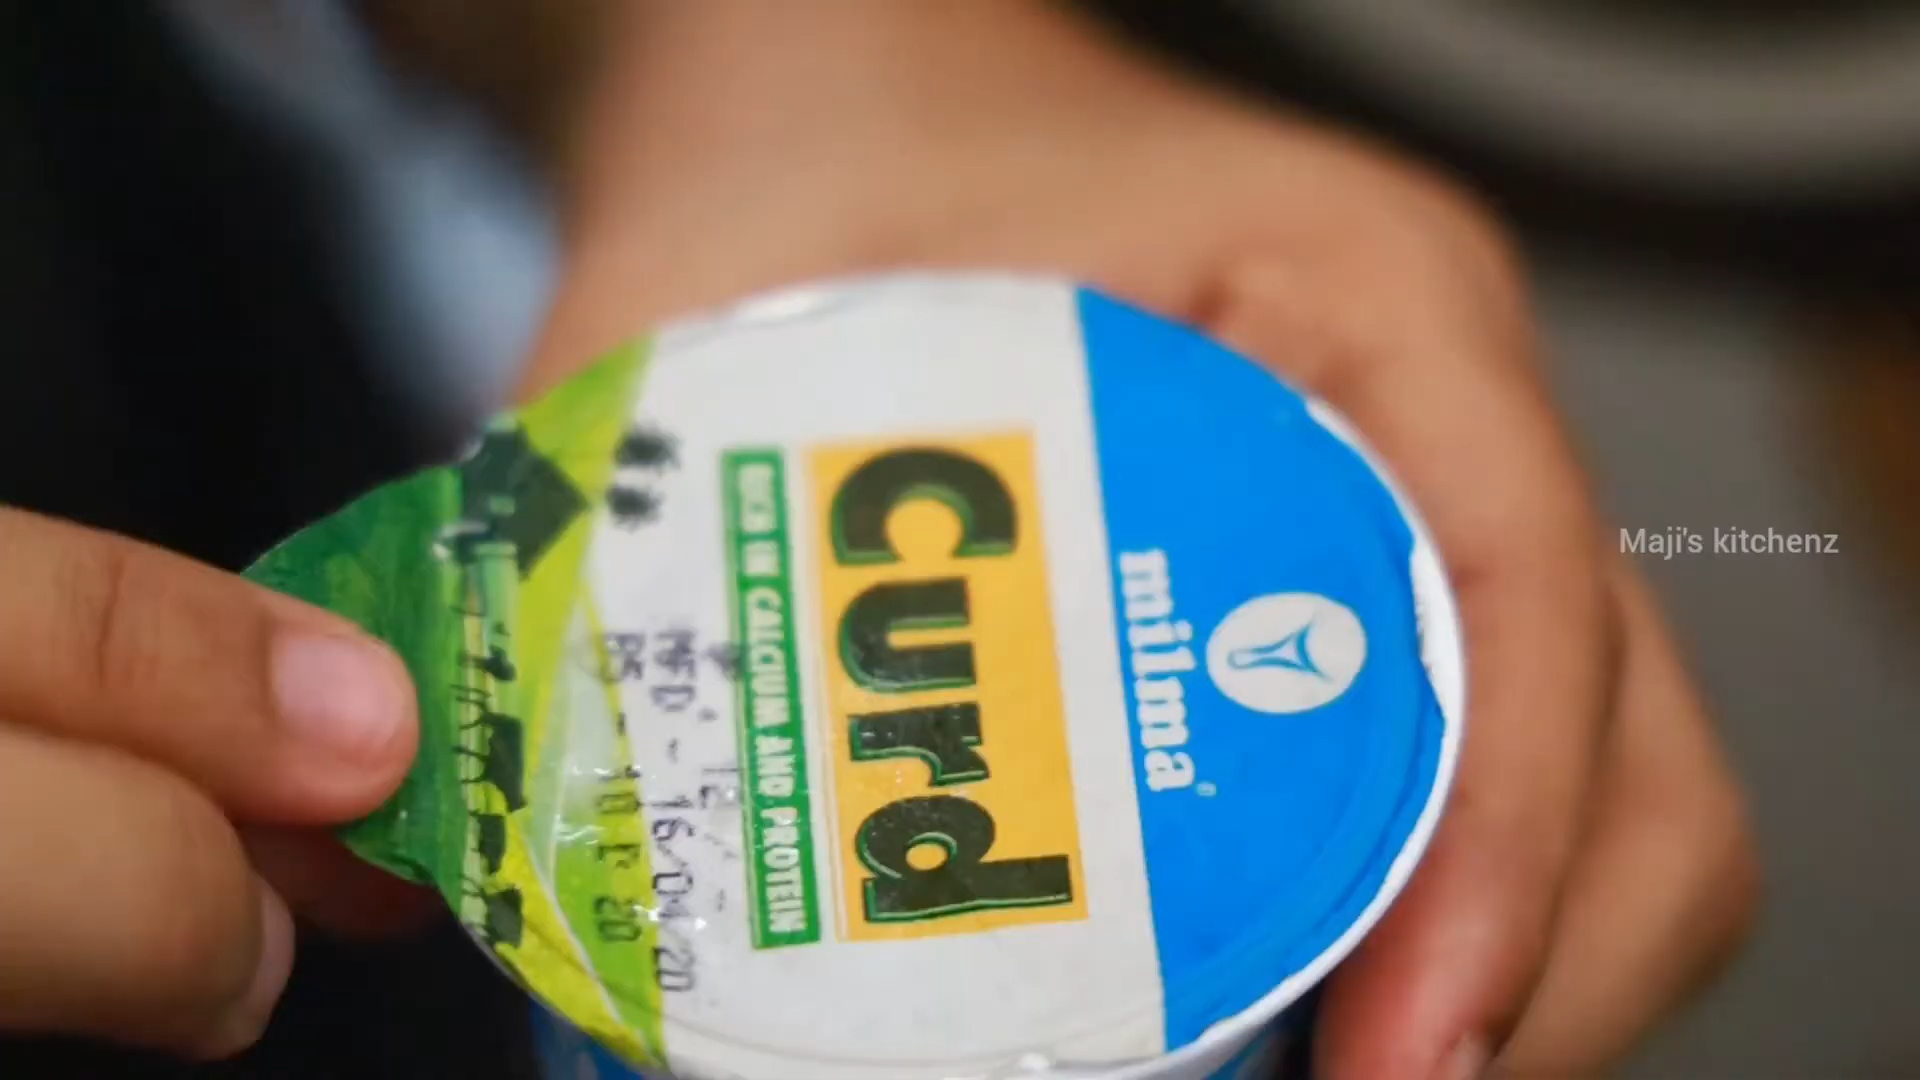 milma
Curd
RICH IN CALCIUM AND PROTEIN
MFD - 16/04/20
Maji's kitchenz